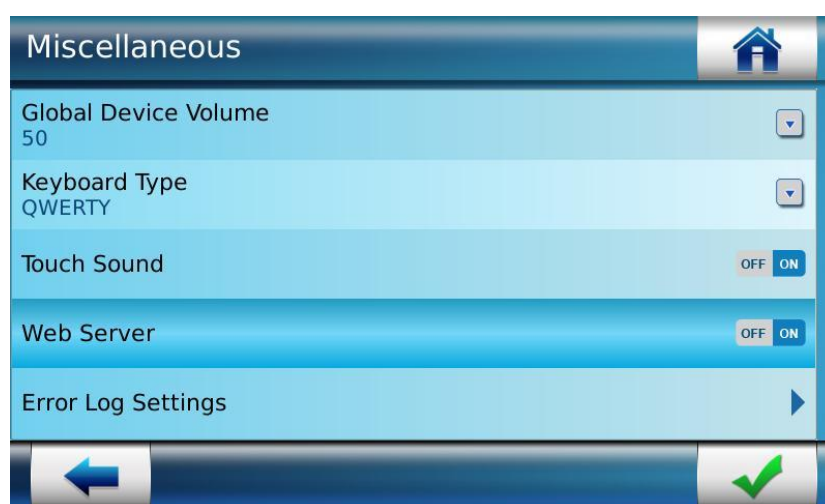 Miscellaneous
Global Device Volume
50
Keyboard Type
QWERTY
Touch Sound
OFF ON
Web Server
OFF ON
Error Log Settings